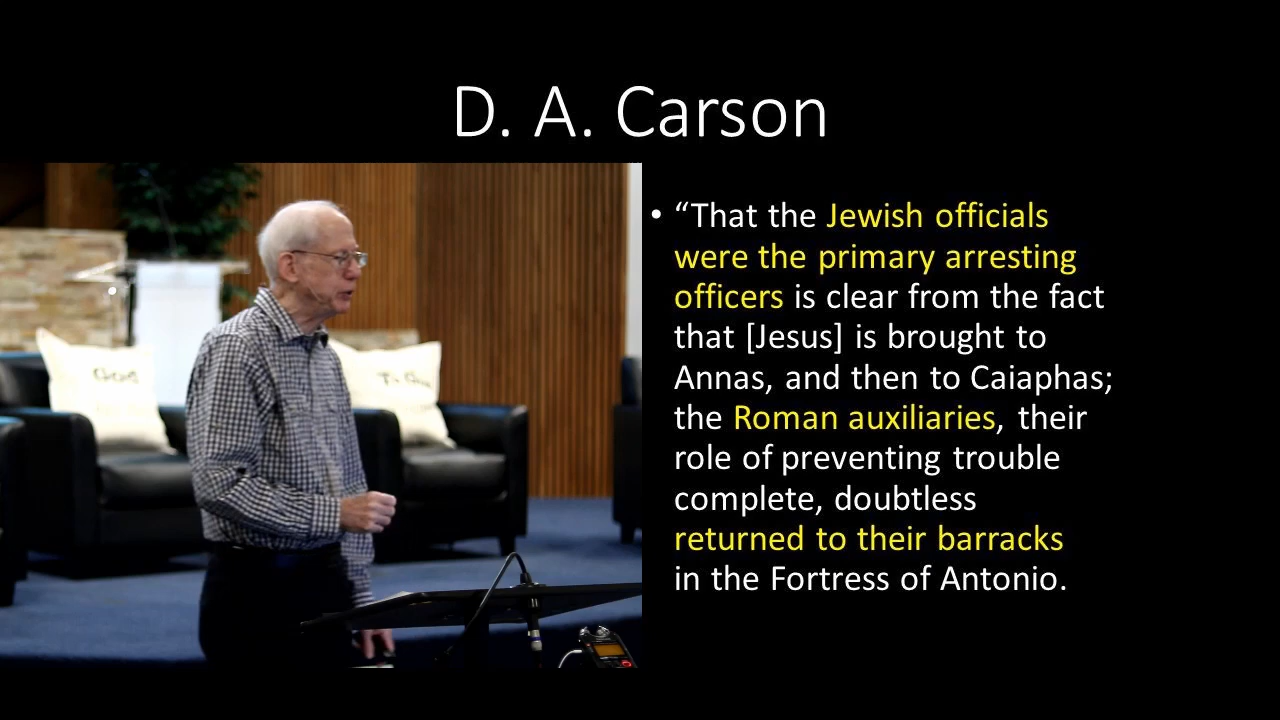 D. A. Carson
• “That the Jewish officials
were the primary arresting
officers is clear from the fact
that [Jesus] is brought to
Annas, and then to Caiaphas;
the Roman auxiliaries, their
role of preventing trouble
complete, doubtless
returned to their barracks
in the Fortress of Antonio.
God